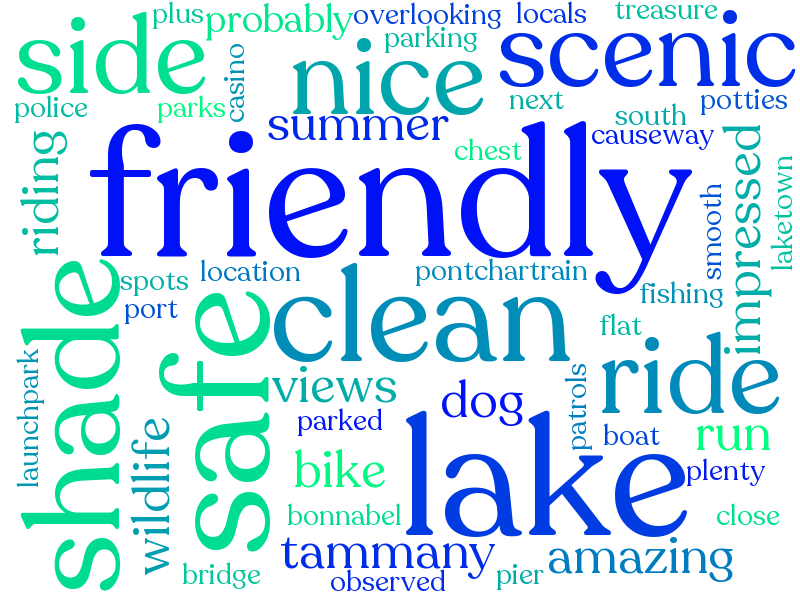 plus
probably
overlooking
locals
treasure
side
parking
nice
scenic
casino
police
parks
summer
next
potties
south
causeway
chest
friendly
riding
impressed
laketown
smooth
spots
location
pontchartrain
port
fishing
flat
shade
safe
clean
ride
views
dog
parked
patrols
boat
run
launchpark
wildlife
bike
lake
plenty
bonnabel
close
tammany
amazing
bridge
observed
pier